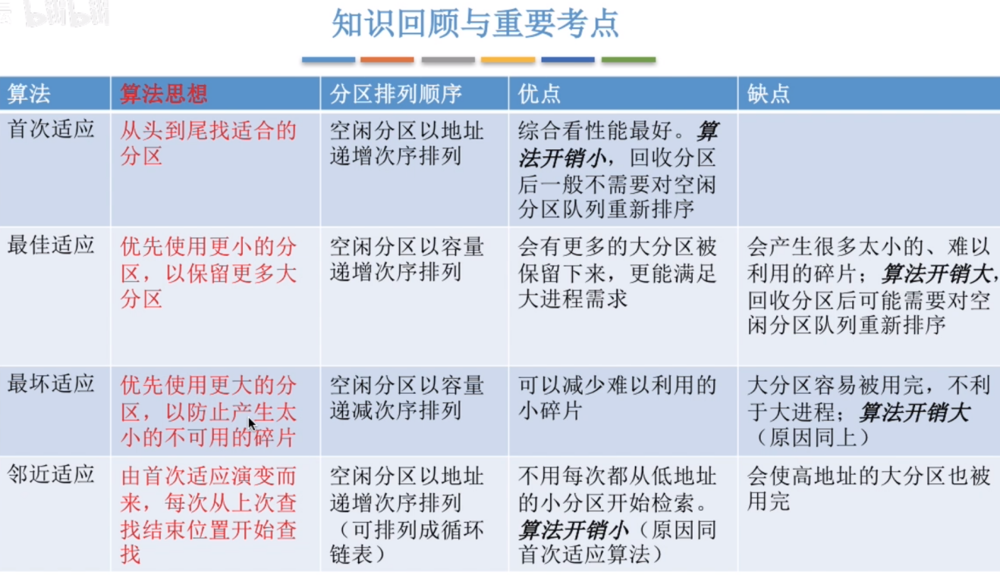 bilibili
知识回顾与重要考点
算法
算法思想
分区排列顺序
优点
缺点
首次适应
从头到尾找适合的
分区
空闲分区以地址
递增次序排列
综合看性能最好。算
法开销小，回收分区
后一般不需要对空闲
分区队列重新排序
最佳适应
优先使用更小的分
区，以保留更多大
分区
空闲分区以容量
递增次序排列
会有更多的大分区被
保留下来，更能满足
大进程需求
会产生很多太小的、难以
利用的碎片；算法开销大，
回收分区后可能需要对空
闲分区队列重新排序
最坏适应
优先使用更大的分
区，以防止产生太
小的不可用的碎片
空闲分区以容量
递减次序排列
可以减少难以利用的
小碎片
大分区容易被用完，不利
于大进程；算法开销大
（原因同上）
邻近适应
由首次适应演变而
来，每次从上次查
找结束位置开始查
找
空闲分区以地址
递增次序排列
（可排列成循环
链表）
不用每次都从低地址
的小分区开始检索。
算法开销小（原因同
首次适应算法）
会使高地址的大分区也被
用完